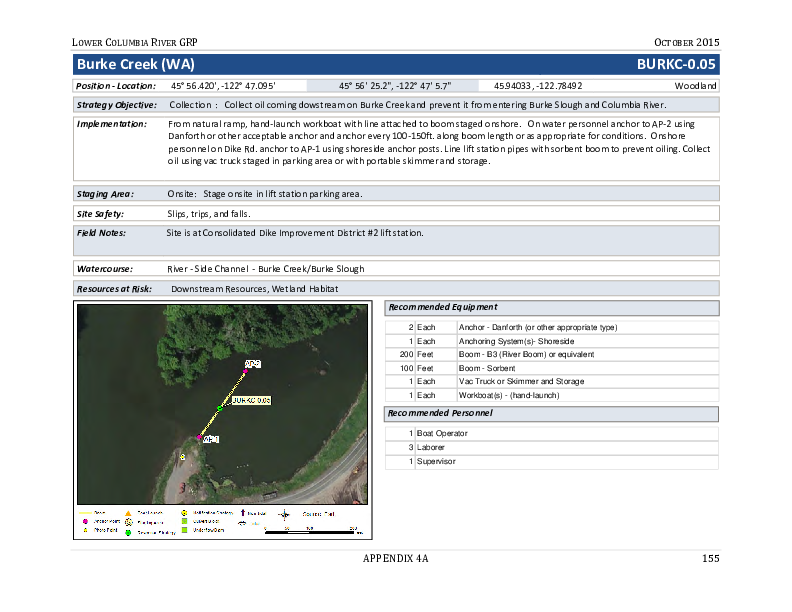 LOWER COLUMBIA RIVER GRP OCTOBER 2015
Burke Creek (WA) BURKC-0.05
Position - Location: 45° 56.420', -122° 47.095' 45° 56' 25.2", -122° 47' 5.7" 45.94033, -122.78492 Woodland
Strategy Objective: Collection : Collect oil coming dowstream on Burke Creek and prevent it from entering Burke Slough and Columbia River.
Implementation: From natural ramp, hand-launch workboat with line attached to boom staged onshore. On water personnel anchor to AP-2 using
Danforth or other acceptable anchor and anchor every 100-150ft. along boom length or as appropriate for conditions. Onshore
personnel on Dike Rd. anchor to AP-1 using shoreside anchor posts. Line lift station pipes with sorbent boom to prevent oiling. Collect
oil using vac truck staged in parking area or with portable skimmer and storage.
Staging Area: Onsite: Stage onsite in lift station parking area.
Site Safety: Slips, trips, and falls.
Field Notes: Site is at Consolidated Dike Improvement District #2 lift station.
Watercourse: River - Side Channel - Burke Creek/Burke Slough
Resources at Risk: Downstream Resources, Wetland Habitat
Recommended Equipment
2 Each Anchor - Danforth (or other appropriate type)
1 Each Anchoring System(s)- Shoreside
200 Feet Boom - B3 (River Boom) or equivalent
100 Feet Boom - Sorbent
1 Each Vac Truck or Skimmer and Storage
1 Each Workboat(s) - (hand-launch)
Recommended Personnel
1 Boat Operator
3 Laborer
1 Supervisor
AP-2
BURKC-0.05
AP-1
S
Anchor Point
Photo Point
APPENDIX 4A 155